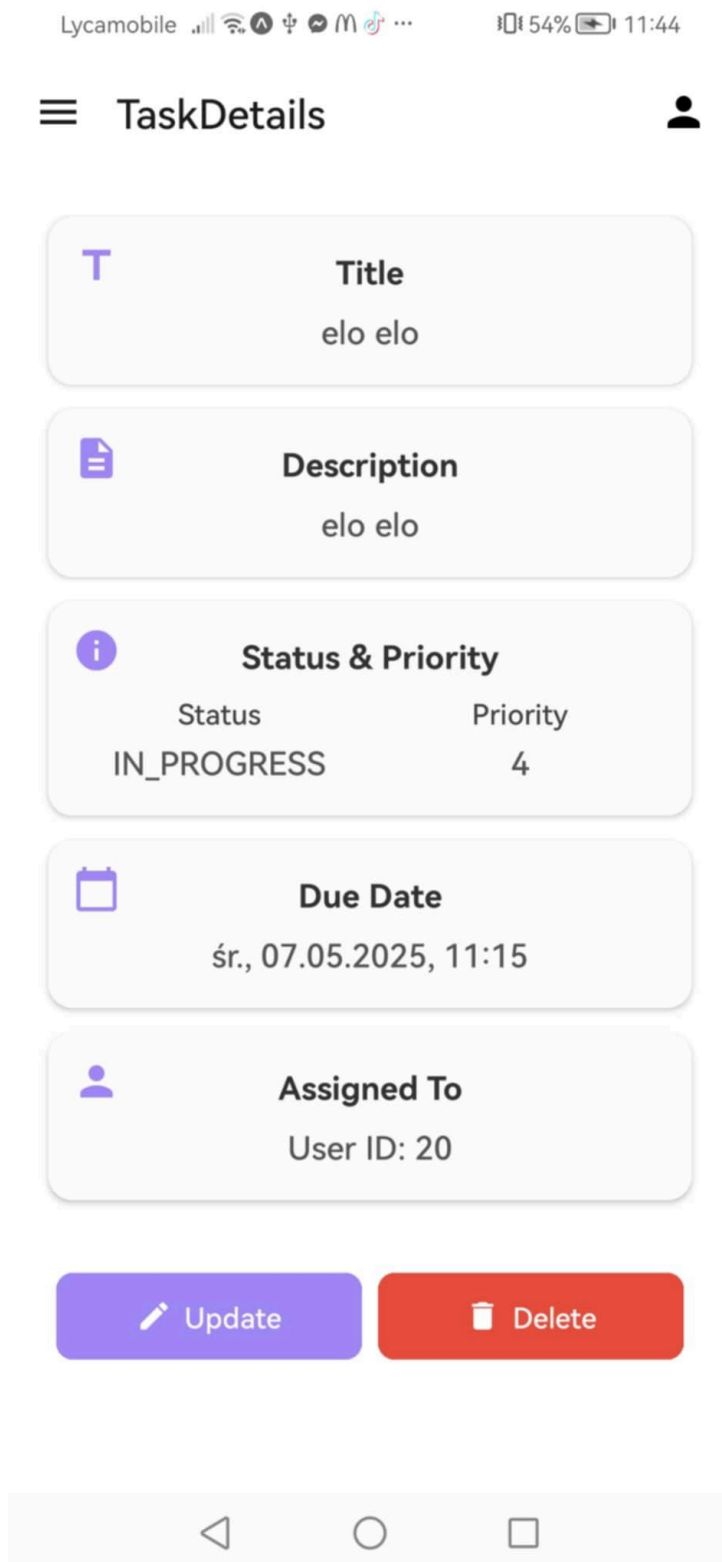 Lycamobile 54% 11:44
TaskDetails
Title
elo elo
Description
elo elo
Status & Priority
Status Priority
IN_PROGRESS 4
Due Date
śr., 07.05.2025, 11:15
Assigned To
User ID: 20
Update Delete